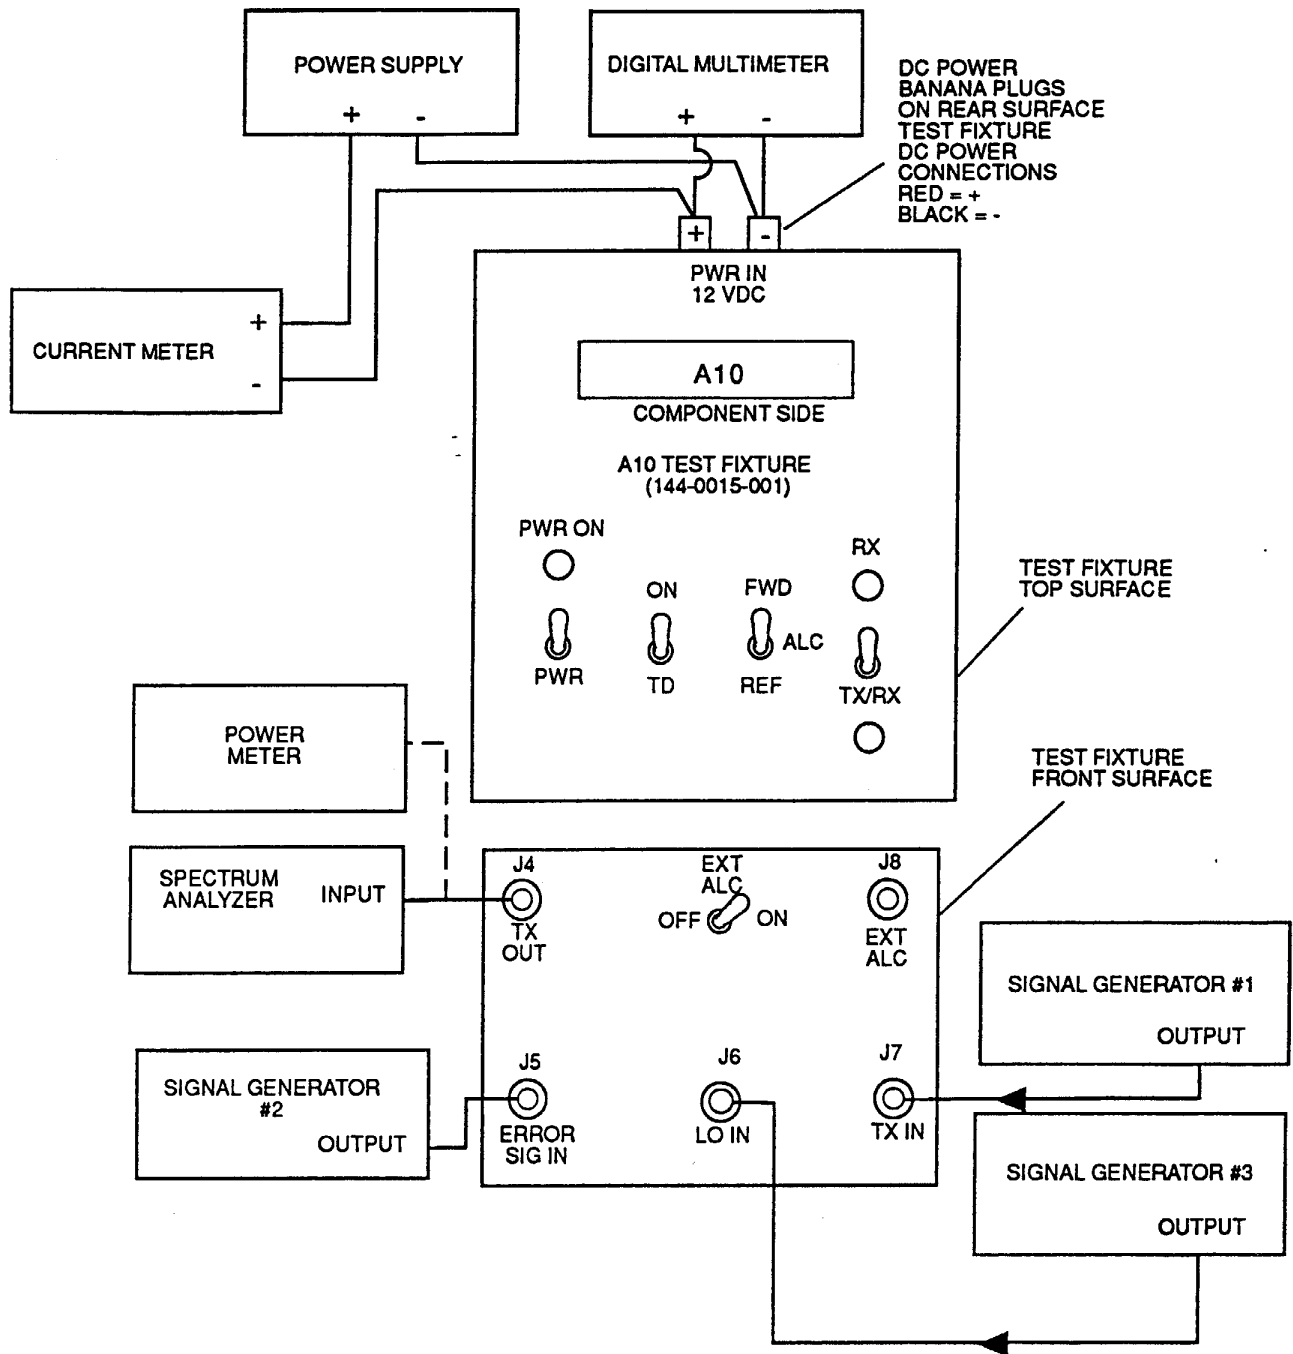 POWER SUPPLY
+ -
DIGITAL MULTIMETER
+ -
DC POWER
BANANA PLUGS
ON REAR SURFACE
TEST FIXTURE
DC POWER
CONNECTIONS
RED = +
BLACK = -
+ -
PWR IN
12 VDC
CURRENT METER
+
-
A10
COMPONENT SIDE
A10 TEST FIXTURE
(144-0015-001)
PWR ON
PWR
ON
TD
FWD
ALC
REF
RX
TX/RX
TEST FIXTURE
TOP SURFACE
POWER
METER
TEST FIXTURE
FRONT SURFACE
SPECTRUM
ANALYZER
INPUT
J4
TX
OUT
EXT
ALC
OFF
ON
J8
EXT
ALC
SIGNAL GENERATOR #1
OUTPUT
SIGNAL GENERATOR
#2
OUTPUT
J5
ERROR
SIG IN
J6
LO IN
J7
TX IN
SIGNAL GENERATOR #3
OUTPUT